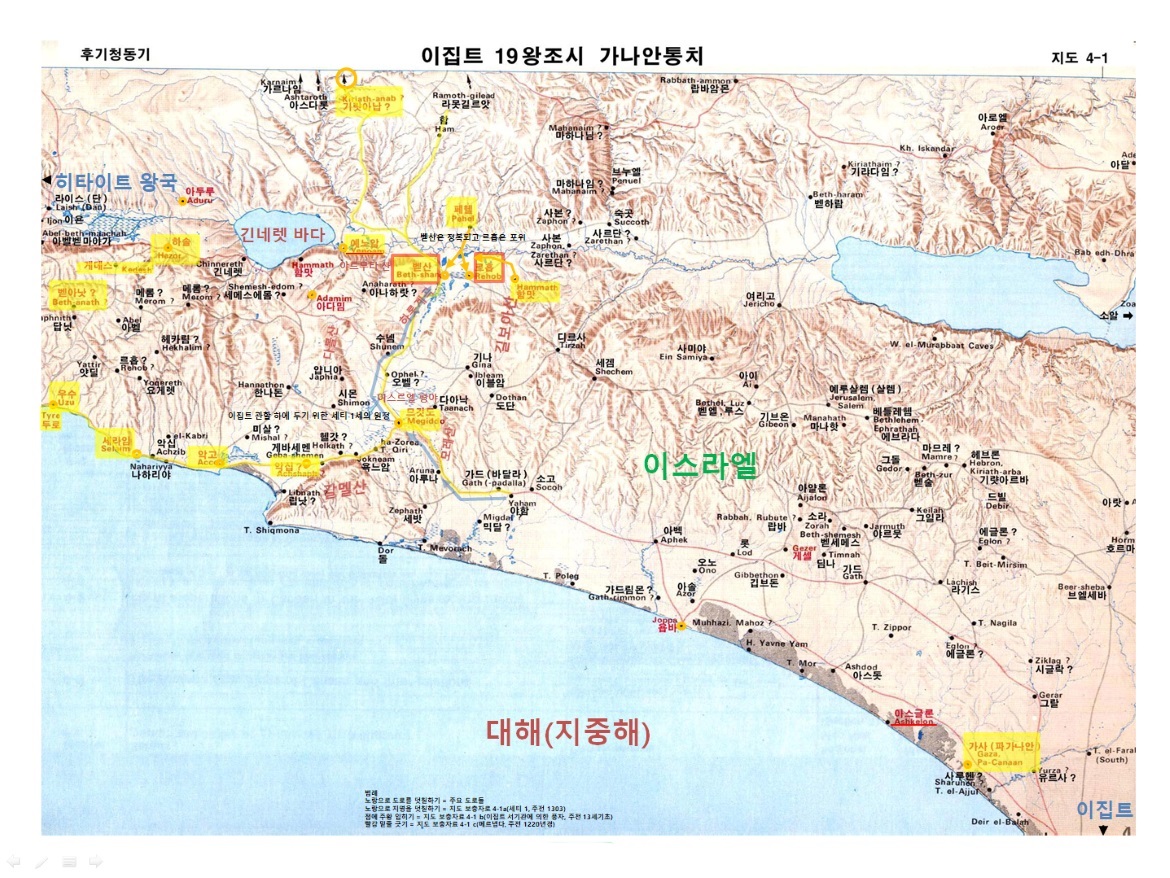 후기청동기
이집트 19왕조시 가나안통치
지도 4-1
Karnaim
가르나임
Ashtaroth
아스다롯
Kiriath-anab ?
기럇아납 ?
Ramoth-gilead
라못길르앗
함
Ham
Rabbath-ammon
랍바암몬
Mahanaim ?
마하나님 ?
아로엘
Aroer
Kh. Iskandar
Kiriathaim ?
기랴다임 ?
아달
히타이트 왕국
라이스 (단)
Laish (Dan)
Ijon 이욘
Abel-beth-maachah
아벨벧마아가
아두루
Aduru
브누엘
Penuel
마하나임 ?
Mahanaim
Beth-haram
벧하람
긴네렛 바다
페헬
Pahel
벧산은 정복되고 르홉은 포위
사본 ?
Zaphon ?
숙곳
Succoth
사본
Zaphon
사르단 ?
Zarethan ?
Zarethan ?
사르단 ?
하솔
Hazor
게데스
Kedesh
Chinnereth
긴네렛
Hammath
함맛
에노암
벧산
Beth-shan
르홉
Rehob
Hammath
함맛
Bab edh-Dhra
벧아낫 ?
Beth-anath ?
메롬 ?
Merom ?
메롬 ?
Merom ?
Shemesh-edom ?
세메스에돔 ?
Adamim
아다밈
Anaharath ?
아나하랏 ?
여리고
Jericho
소알
답닛
Abel
아벨
헤카림 ?
Hekhalim ?
수넴
Shunem
디르사
Tirzah
사미아
Ein Samiya
W. el-Murabbaat Caves
Yattir
얏딜
르홉 ?
Rehob ?
Yogereth
요게렛
Hannathon
한나돈
얍니아
Japhia
시몬
Shimon
Ophel ?
오벨 ?
기나
Gina
Ibleam
이블암
세겜
Shechem
아이
Ai
이스르엘 평야
다아낙
Taanach
Dothan
도단
Bethel, Luz
벧엘, 루스
예루살렘 (살렘)
Jerusalem,
Salem
기브온
Gibeon
Manahath
마나핫
베들레헴
Bethlehem
Ephrathah
에브라다
우수
Uzu
Tyre
두로
이집트 관할 하에 두기 위한 세티 1세의 원정
므깃도
Megiddo
미살 ?
Mishal ?
헬갓 ?
Helkath ?
세라임
el-Kabri
악십
Achzib
Nahariyya
나하리야
악고
Acco
게바세멘
Geba-shemen
악삽 ?
Achshaph
ha-Zorea
T. Qiri
Jokneam
욕느암
Aruna
아루나
가드 (바달라)
Gath (-padalla)
소고
Socoh
이스라엘
마므레 ?
Mamre ?
그돌
Gedor
Beth-zur
벧술
헤브론
Hebron,
Kiriath-arba
기럇아르바
드빌
Debir
갈멜산
Libnath ?
립낫 ?
T. Shiqmona
Zephath
세밧
Yaham
야함
Migdal ?
믹달 ?
아얄론
Aijalon
Rabbah, Rubute ?
랍바
소라
Zorah
Beth-shemesh
벧세메스
Keilah
그일라
Jarmuth
야르뭇
에글론 ?
Eglon ?
아랏
호르마
Dor
돌
T. Mevorach
아벡
Aphek
롯
Lod
Gezer
게셀
Timnah
딤나
T. Beit-Mirsim
오노
Ono
Gibbethon
깁브돈
가드
Gath
Lachish
라기스
Beer-sheba
브엘세바
T. Poleg
가드림몬 ?
Gath-rimmon ?
아솔
Azor
Joppa
욥바
Muhhazi, Mahoz ?
T. Zippor
T. Nagila
H. Yavne Yam
Eglon ?
에글론 ?
T. Mor
Ashdod
아스돗
Ziklag ?
시글락 ?
Gerar
그랄
아스글론
Ashkelon
대해(지중해)
가사 (파가나안)
Gaza,
Pa-Canaan
T. el-Farah
(South)
사루헨 ?
Sharuhen ?
T. el-Ajjul
Yurza ?
유르사 ?
Deir el-Balah
이집트
범례
노랑으로 도로를 덧칠하기 = 주요 도로들
노랑으로 지명을 덧칠하기 = 지도 보충자료 4-1a(세티 1, 주전 1303)
점에 주황 입히기 = 지도 보충자료 4-1 b(이집트 서기관에 의한 풍자, 주전 13세기초)
빨강 밑줄 긋기 = 지도 보충자료 4-1 c(메르넵다, 주전 1220년경)